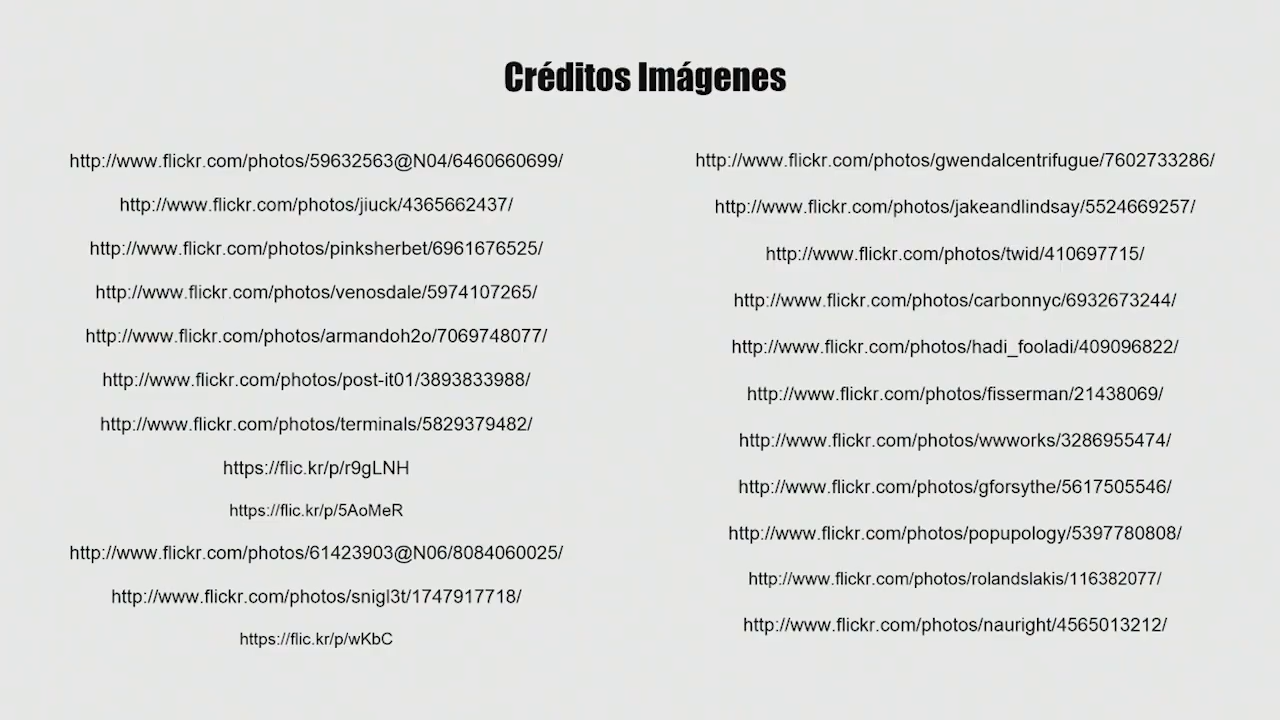 Créditos Imágenes
http://www.flickr.com/photos/59632563@N04/6460660699/
http://www.flickr.com/photos/jiuck/4365662437/
http://www.flickr.com/photos/pinksherbet/6961676525/
http://www.flickr.com/photos/venosdale/5974107265/
http://www.flickr.com/photos/armandoh2o/7069748077/
http://www.flickr.com/photos/post-it01/3893833988/
http://www.flickr.com/photos/terminals/5829379482/
https://flic.kr/p/r9gLNH
https://flic.kr/p/5AoMeR
http://www.flickr.com/photos/61423903@N06/8084060025/
http://www.flickr.com/photos/snigl3t/1747917718/
https://flic.kr/p/wKbC
http://www.flickr.com/photos/gwendalcentrifugue/7602733286/
http://www.flickr.com/photos/jakeandlindsay/5524669257/
http://www.flickr.com/photos/twid/410697715/
http://www.flickr.com/photos/carbonnyc/6932673244/
http://www.flickr.com/photos/hadi_fooladi/409096822/
http://www.flickr.com/photos/fisserman/21438069/
http://www.flickr.com/photos/wwworks/3286955474/
http://www.flickr.com/photos/gforsythe/5617505546/
http://www.flickr.com/photos/popupology/5397780808/
http://www.flickr.com/photos/rolandslakis/116382077/
http://www.flickr.com/photos/nauright/4565013212/